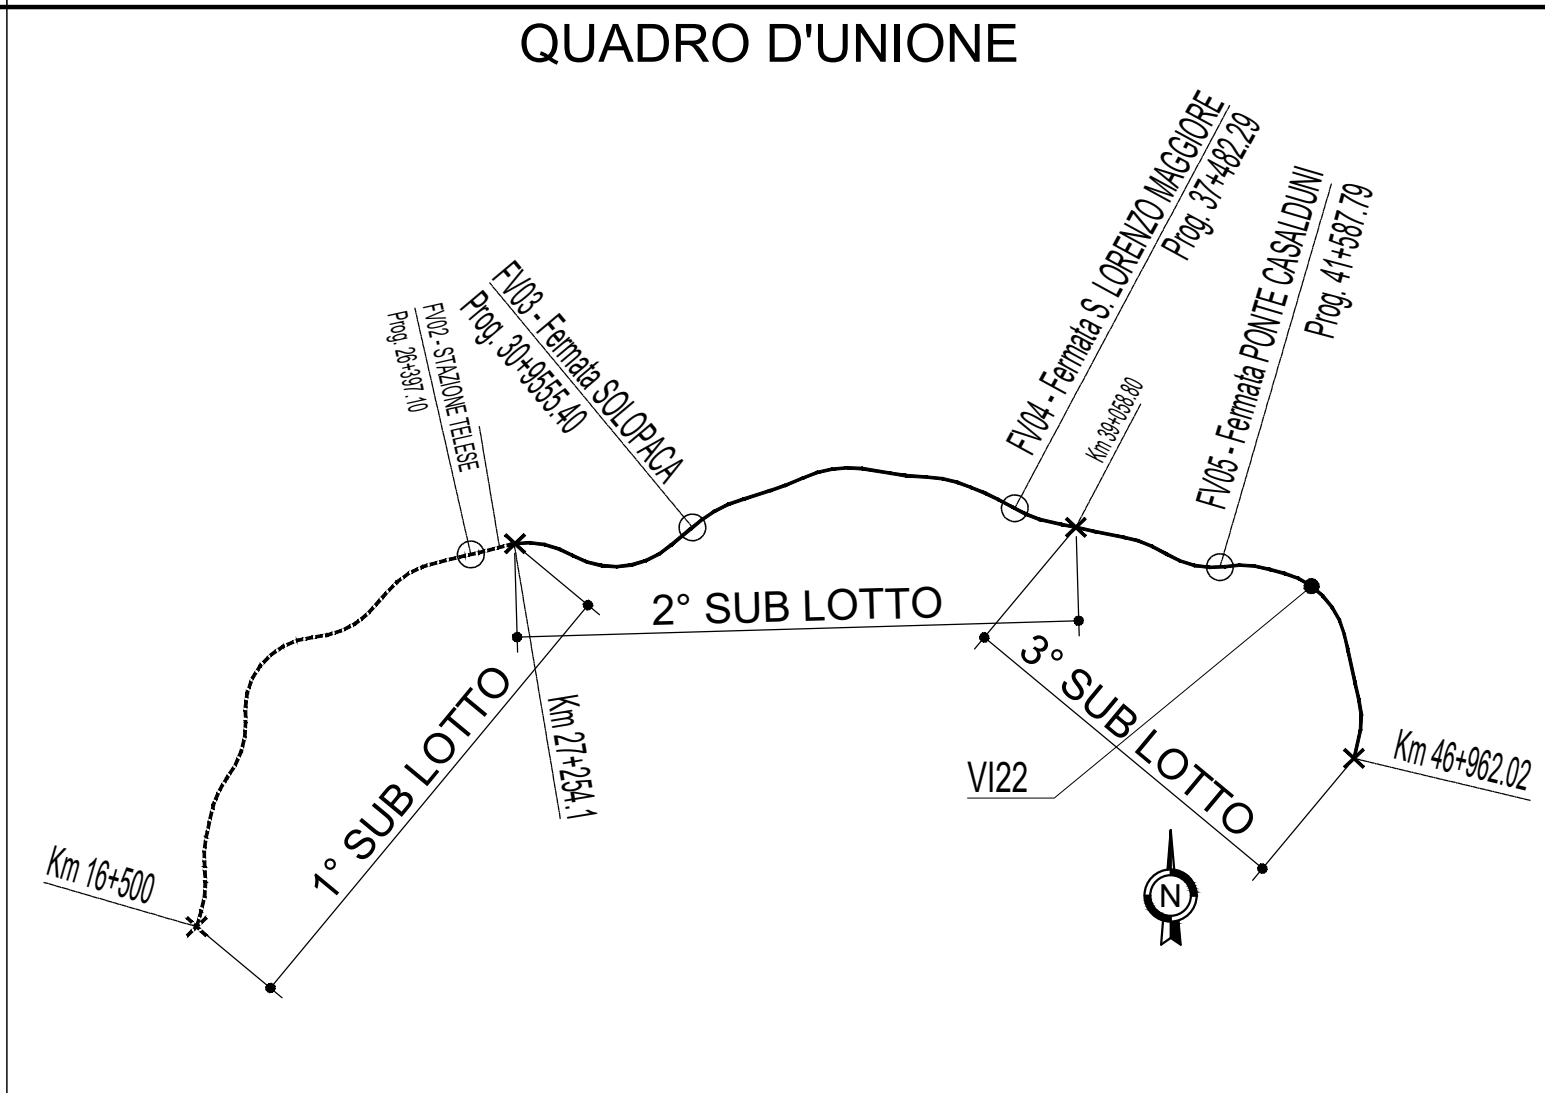 QUADRO D'UNIONE
FV02 - STAZIONE TELESE
Prog. 26+397.10
FV03 - Fermata SOLOPACA
Prog. 30+9555.40
FV04 - Fermata S. LORENZO MAGGIORE
Prog. 37+482.29
Km 39+058.80
FV05 - Fermata PONTE CASALDUNI
Prog. 41+587.79
2° SUB LOTTO
1° SUB LOTTO
3° SUB LOTTO
Km 27+254.1
VI22
Km 46+962.02
Km 16+500
N